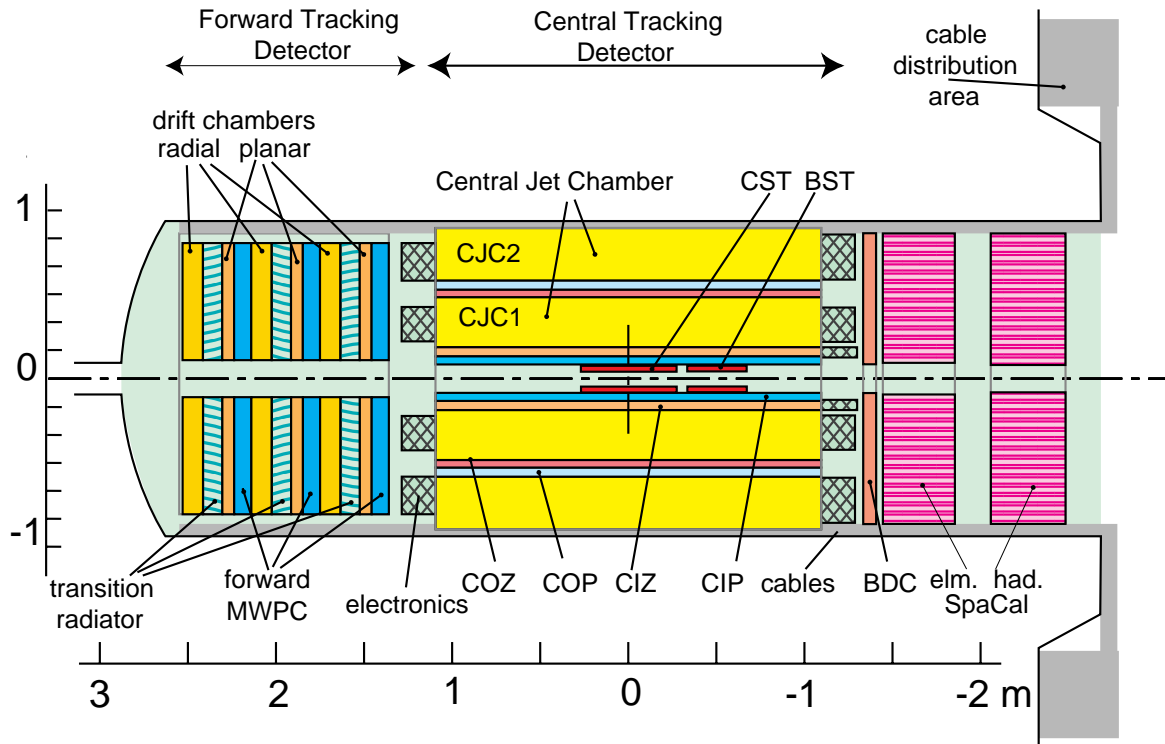 Forward Tracking
Detector
Central Tracking
Detector
cable
distribution
area
drift chambers
radial planar
Central Jet Chamber
CST BST
1
CJC2
CJC1
0
-1
transition
radiator
forward
MWPC
electronics
COZ
COP
CIZ
CIP
cables
BDC
elm. had.
SpaCal
3
2
1
0
-1
-2 m